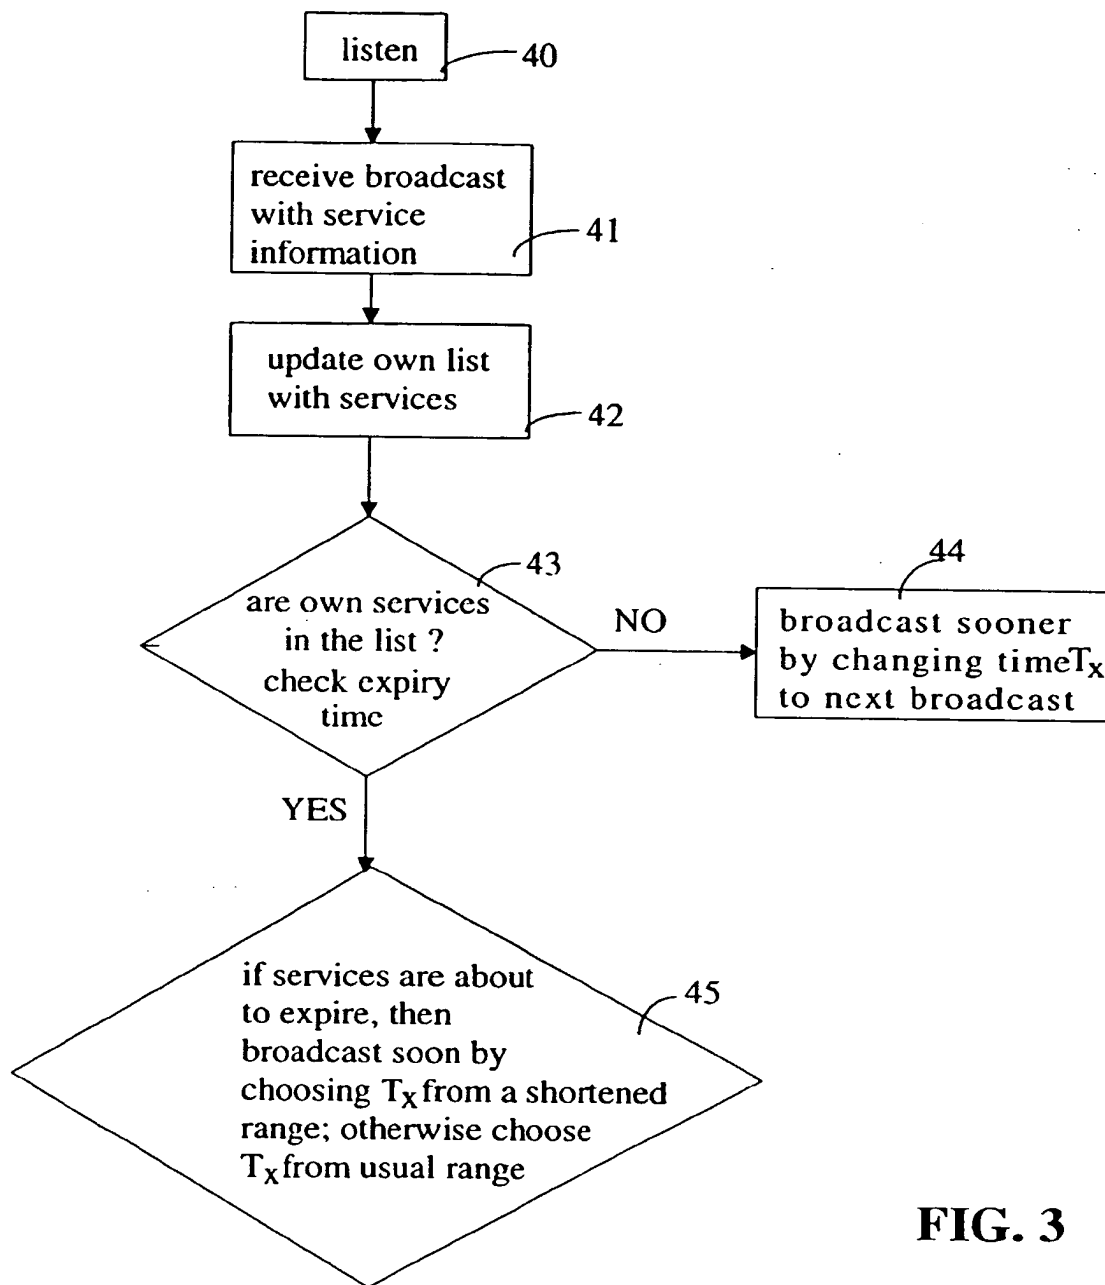 listen
40
receive broadcast
with service
information
41
update own list
with services
42
43
are own services
in the list ?
check expiry
time
NO
44
broadcast sooner
by changing timeTx
to next broadcast
YES
45
if services are about
to expire, then
broadcast soon by
choosing Tx from a shortened
range; otherwise choose
Tx from usual range
FIG. 3